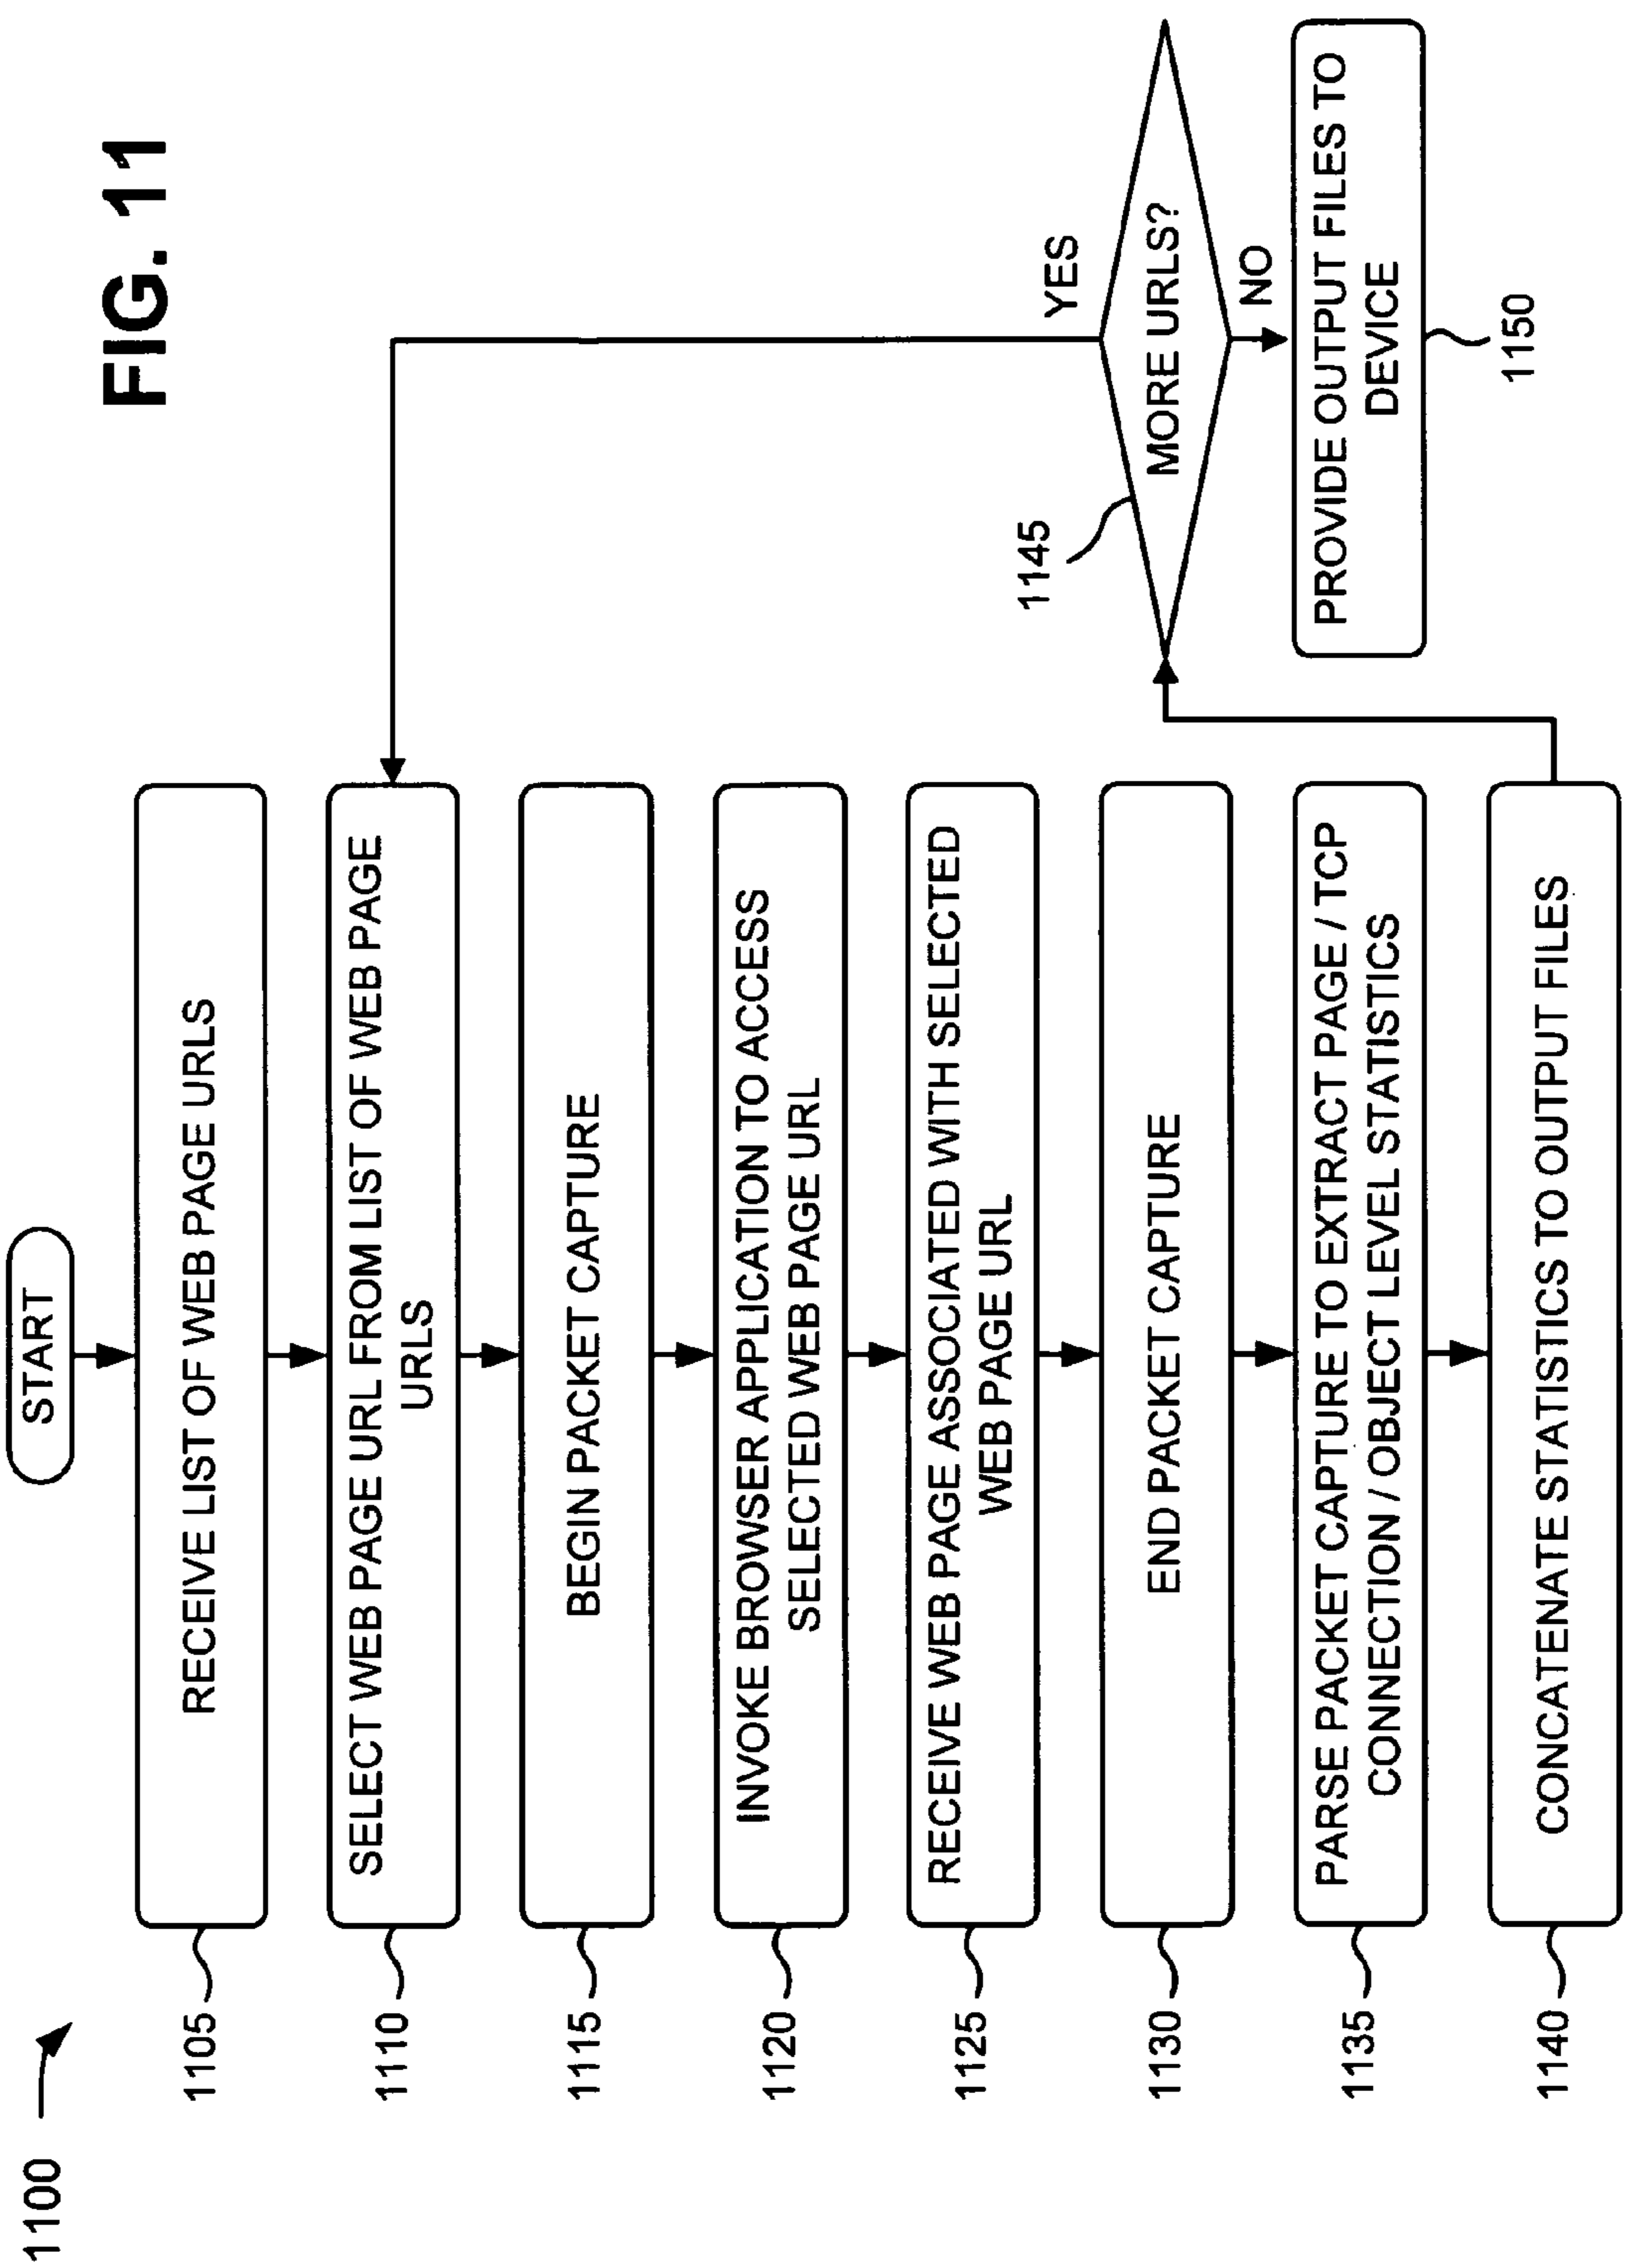 FIG. 11
1100
START
1105
RECEIVE LIST OF WEB PAGE URLS
1110
SELECT WEB PAGE URL FROM LIST OF WEB PAGE
URLS
1115
BEGIN PACKET CAPTURE
1120
INVOKE BROWSER APPLICATION TO ACCESS
SELECTED WEB PAGE URL
1125
RECEIVE WEB PAGE ASSOCIATED WITH SELECTED
WEB PAGE URL
1130
END PACKET CAPTURE
1135
PARSE PACKET CAPTURE TO EXTRACT PAGE / TCP
CONNECTION / OBJECT LEVEL STATISTICS
1140
CONCATENATE STATISTICS TO OUTPUT FILES
1145
MORE URLS?
YES
NO
PROVIDE OUTPUT FILES TO
DEVICE
1150